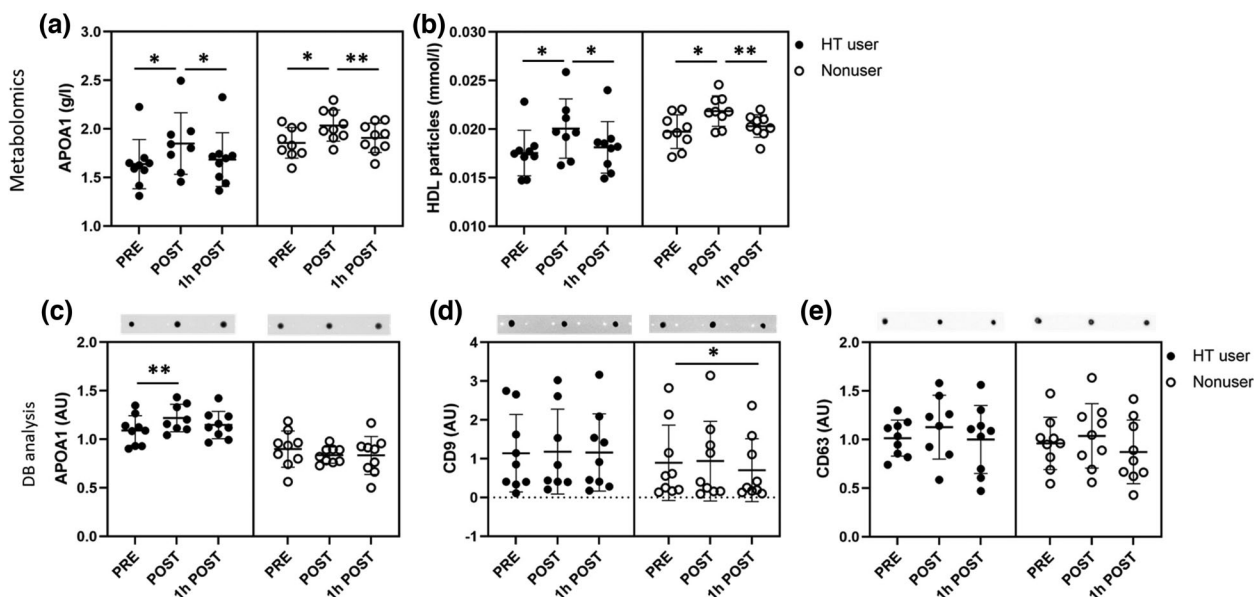 (a)
(b)
Metabolomics
APOA1 (g/l)
3.0
2.5
2.0
1.5
1.0
* * * **
PRE POST 1h POST PRE POST 1h POST
HDL particles (mmol/l)
0.030
0.025
0.020
0.015
0.010
* * * **
PRE POST 1h POST PRE POST 1h POST
HT user
Nonuser
(c)
(d)
(e)
DB analysis
APOA1 (AU)
2.0
1.5
1.0
0.5
0.0
**
PRE POST 1h POST PRE POST 1h POST
CD9 (AU)
4
3
2
1
0
-1
*
PRE POST 1h POST PRE POST 1h POST
CD63 (AU)
2.0
1.5
1.0
0.5
0.0
PRE POST 1h POST PRE POST 1h POST
HT user
Nonuser